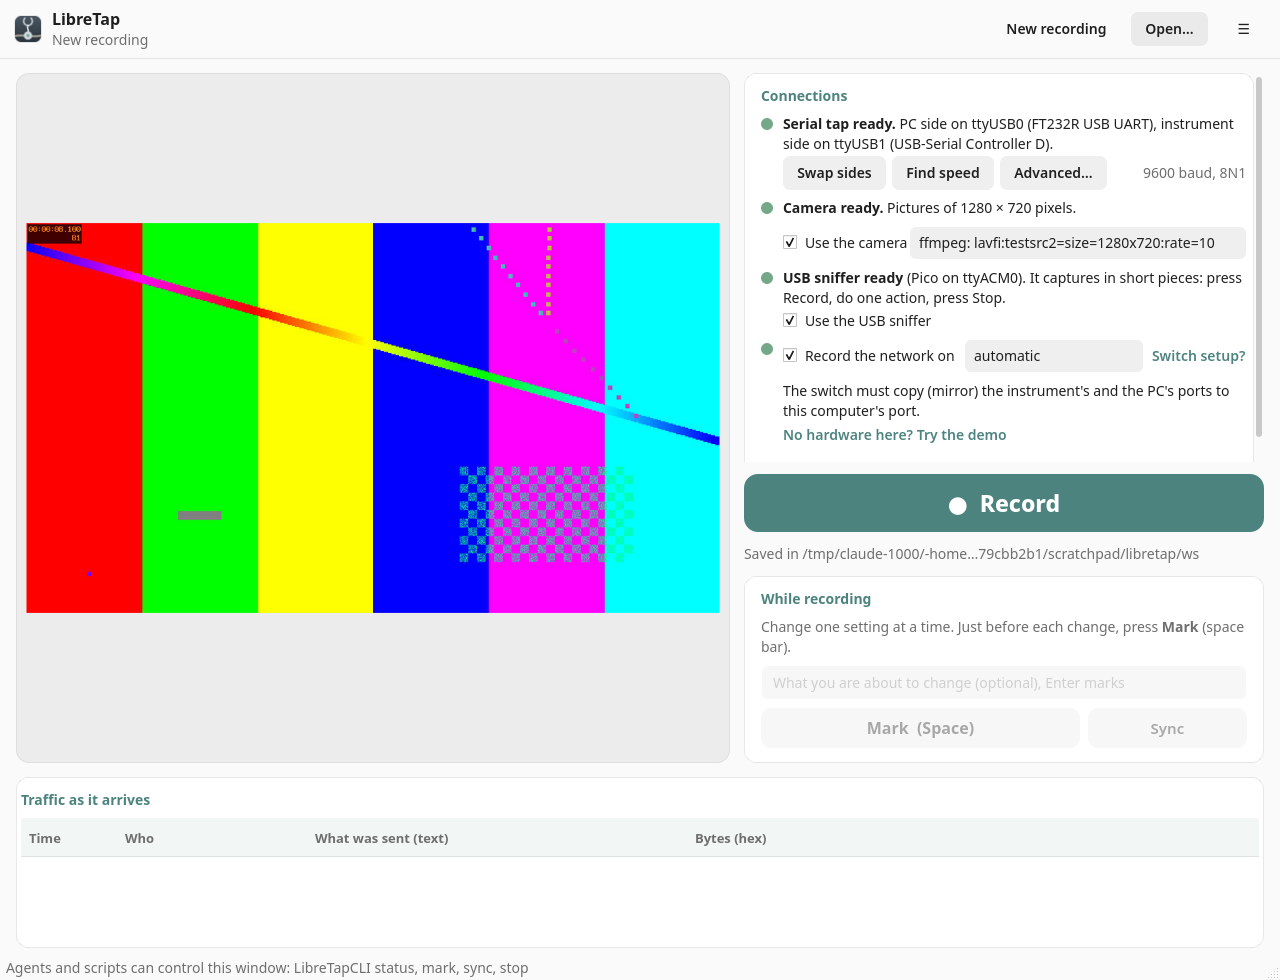 LibreTap
New recording
New recording
Open...
☰
00:00:08.100
81
Connections
Serial tap ready. PC side on ttyUSB0 (FT232R USB UART), instrument
side on ttyUSB1 (USB-Serial Controller D).
Swap sides
Find speed
Advanced...
9600 baud, 8N1
Camera ready. Pictures of 1280 × 720 pixels.
Use the camera
ffmpeg: lavfi:testsrc2=size=1280x720:rate=10
USB sniffer ready (Pico on ttyACM0). It captures in short pieces: press
Record, do one action, press Stop.
Use the USB sniffer
Record the network on
automatic
Switch setup?
The switch must copy (mirror) the instrument's and the PC's ports to
this computer's port.
No hardware here? Try the demo
Record
Saved in /tmp/claude-1000/-home...79cbb2b1/scratchpad/libretap/ws
While recording
Change one setting at a time. Just before each change, press Mark (space
bar).
What you are about to change (optional), Enter marks
Mark (Space)
Sync
Traffic as it arrives
Time
Who
What was sent (text)
Bytes (hex)
Agents and scripts can control this window: LibreTapCLI status, mark, sync, stop